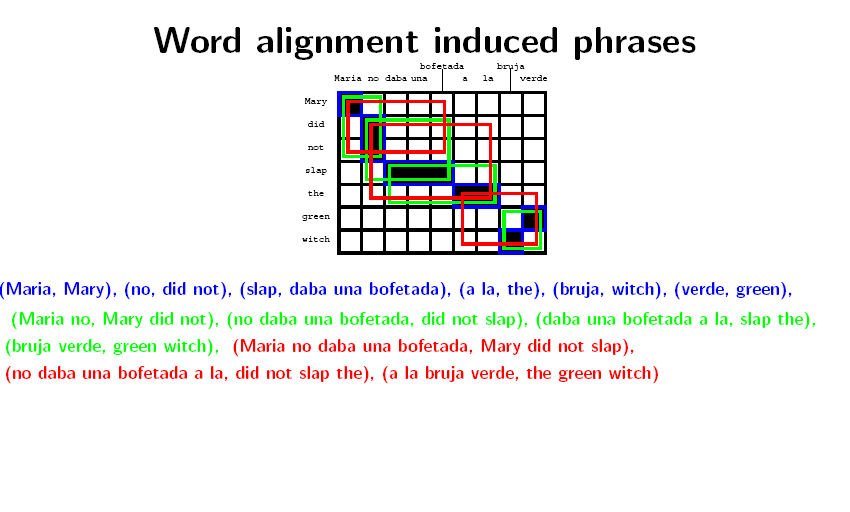 Word alignment induced phrases
bofetada bruja
Maria no daba una a la verde
Mary
did
not
slap
the
green
witch
(Maria, Mary), (no, did not), (slap, daba una bofetada), (a la, the), (bruja, witch), (verde, green),
(Maria no, Mary did not), (no daba una bofetada, did not slap), (daba una bofetada a la, slap the),
(bruja verde, green witch), (Maria no daba una bofetada, Mary did not slap),
(no daba una bofetada a la, did not slap the), (a la bruja verde, the green witch)